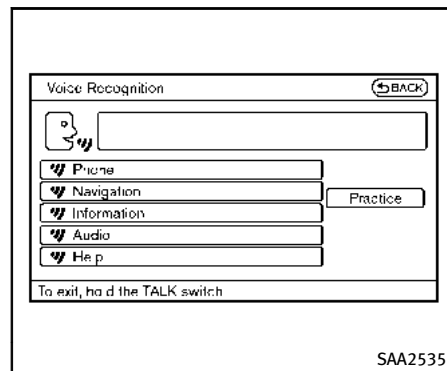 Voice Recognition
BACK
Phone
Navigation
Practice
Information
Audio
Help
To exit, hold the TALK switch
SAA2535